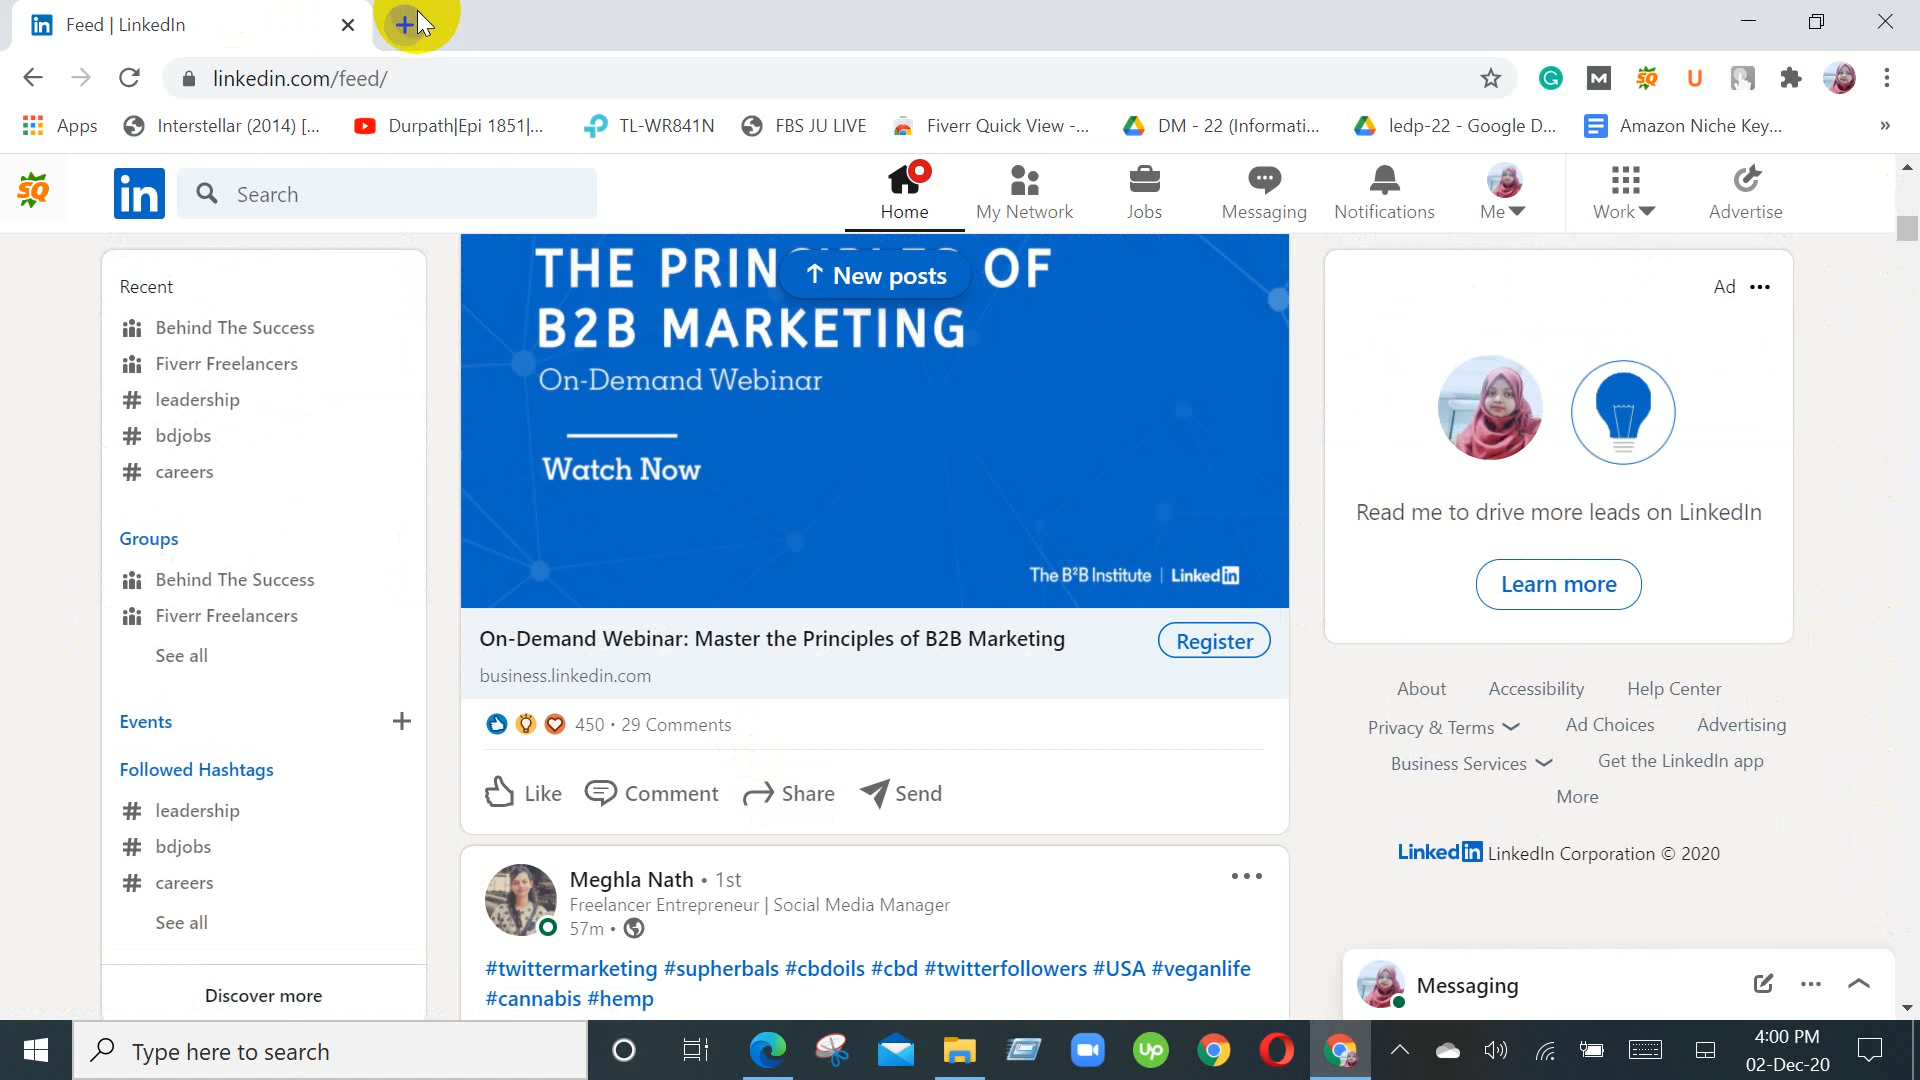 Feed | LinkedIn
linkedin.com/feed/
Apps
Interstellar (2014) [...
Durpath|Epi 1851|...
TL-WR841N
FBS JU LIVE
Fiverr Quick View -...
DM - 22 (Informati...
ledp-22 - Google D...
Amazon Niche Key...
»
SQ
in
Search
Home
My Network
Jobs
Messaging
Notifications
Me
Work
Advertise
Recent
Behind The Success
Fiverr Freelancers
# leadership
# bdjobs
# careers
Groups
Behind The Success
Fiverr Freelancers
See all
Events +
Followed Hashtags
# leadership
# bdjobs
# careers
See all
Discover more
↑ New posts
THE PRIN OF
B2B MARKETING
On-Demand Webinar
Watch Now
The B²B Institute | Linkedin
On-Demand Webinar: Master the Principles of B2B Marketing
Register
business.linkedin.com
450 • 29 Comments
Like
Comment
Share
Send
Meghla Nath • 1st
Freelancer Entrepreneur | Social Media Manager
57m •
#twittermarketing #supherbals #cbdoils #cbd #twitterfollowers #USA #veganlife
#cannabis #hemp
Ad
Read me to drive more leads on LinkedIn
Learn more
About
Accessibility
Help Center
Privacy & Terms
Ad Choices
Advertising
Business Services
Get the LinkedIn app
More
Linkedin LinkedIn Corporation © 2020
Messaging
Type here to search
Up
4:00 PM
02-Dec-20